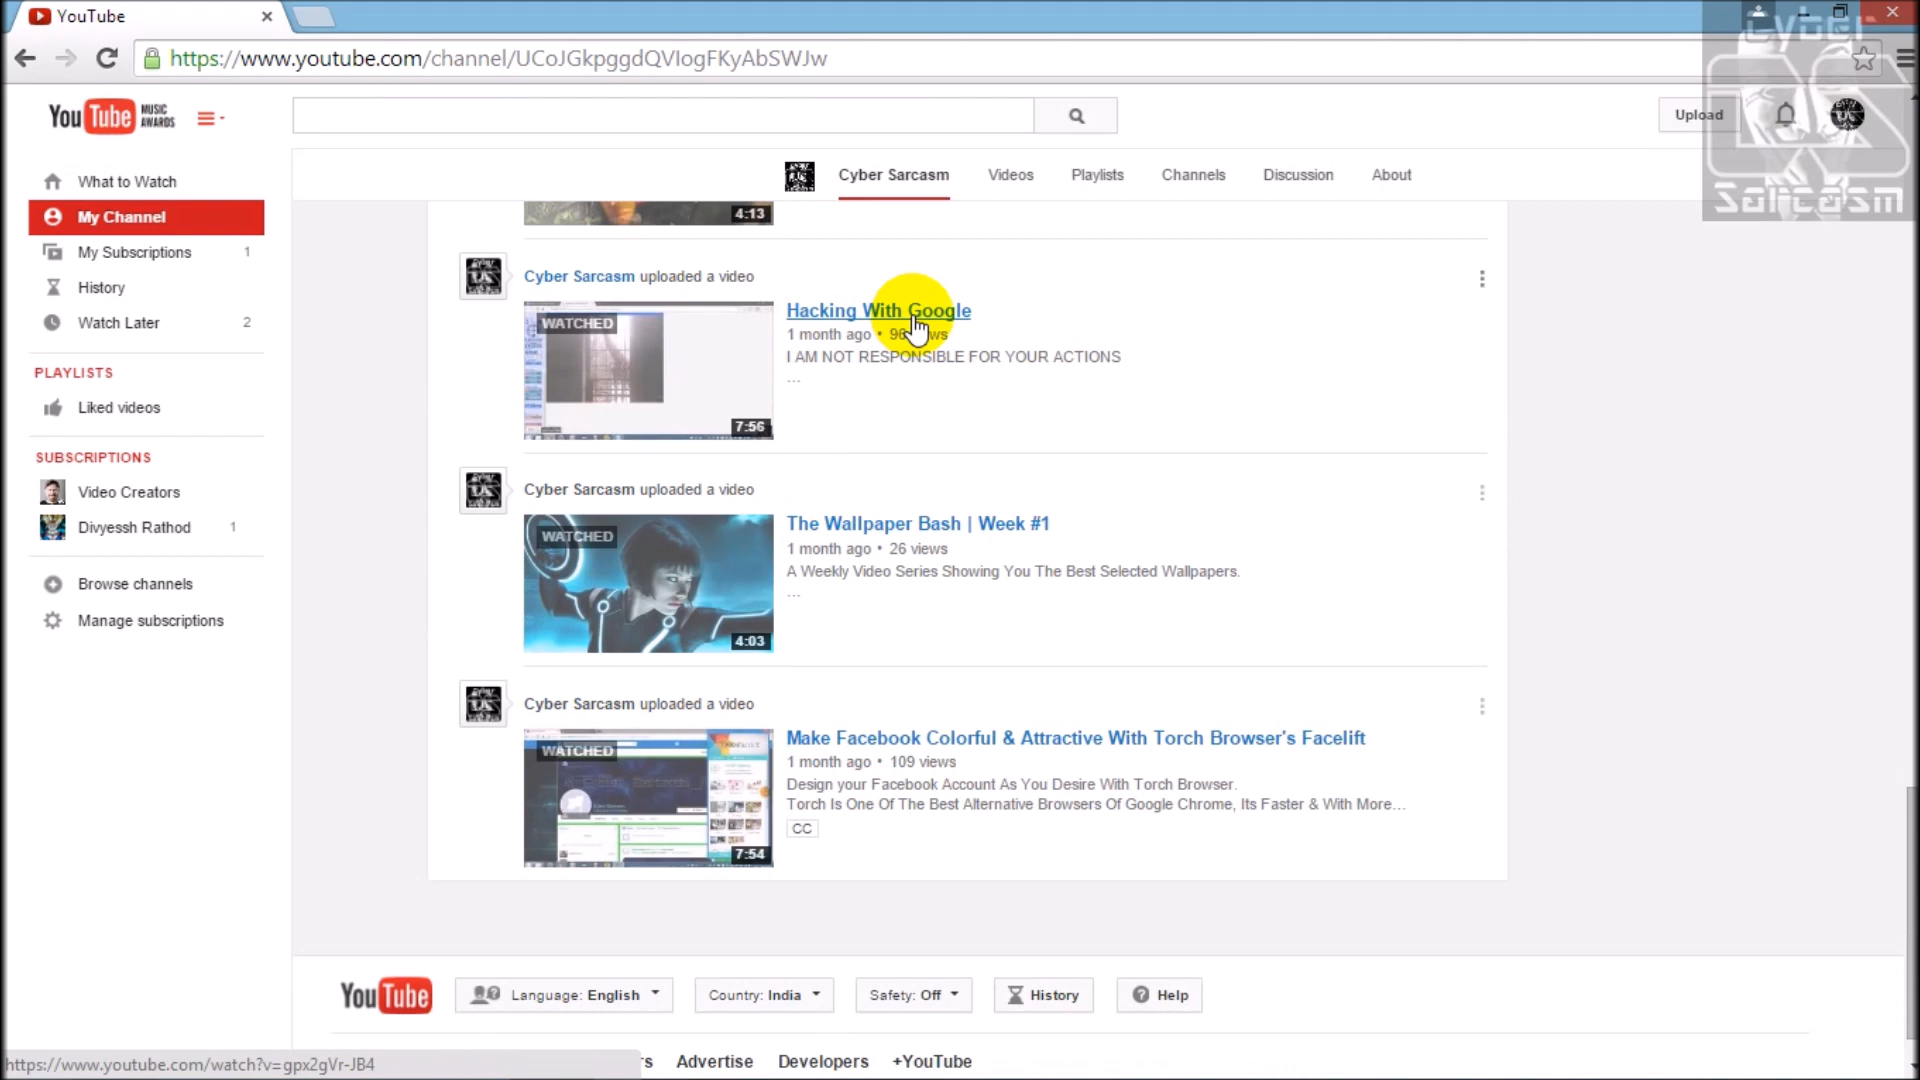 YouTube
https://www.youtube.com/channel/UCoJGkpggdQVIogFKyAbSWJw
Cyber
Sarcasm
YouTube MUSIC AWARDS
Upload
Cyber Sarcasm Videos Playlists Channels Discussion About
What to Watch
My Channel
My Subscriptions 1
History
Watch Later 2
PLAYLISTS
Liked videos
SUBSCRIPTIONS
Video Creators
Divyessh Rathod 1
Browse channels
Manage subscriptions
4:13
Cyber Sarcasm uploaded a video
WATCHED
7:56
Hacking With Google
1 month ago •
I AM NOT RESPONSIBLE FOR YOUR ACTIONS
...
Cyber Sarcasm uploaded a video
WATCHED
4:03
The Wallpaper Bash | Week #1
1 month ago • 26 views
A Weekly Video Series Showing You The Best Selected Wallpapers.
...
Cyber Sarcasm uploaded a video
WATCHED
7:54
Make Facebook Colorful & Attractive With Torch Browser's Facelift
1 month ago • 109 views
Design your Facebook Account As You Desire With Torch Browser.
Torch Is One Of The Best Alternative Browsers Of Google Chrome, Its Faster & With More...
CC
YouTube Language: English Country: India Safety: Off History Help
Advertise Developers +YouTube
https://www.youtube.com/watch?v=gpx2gVr-JB4